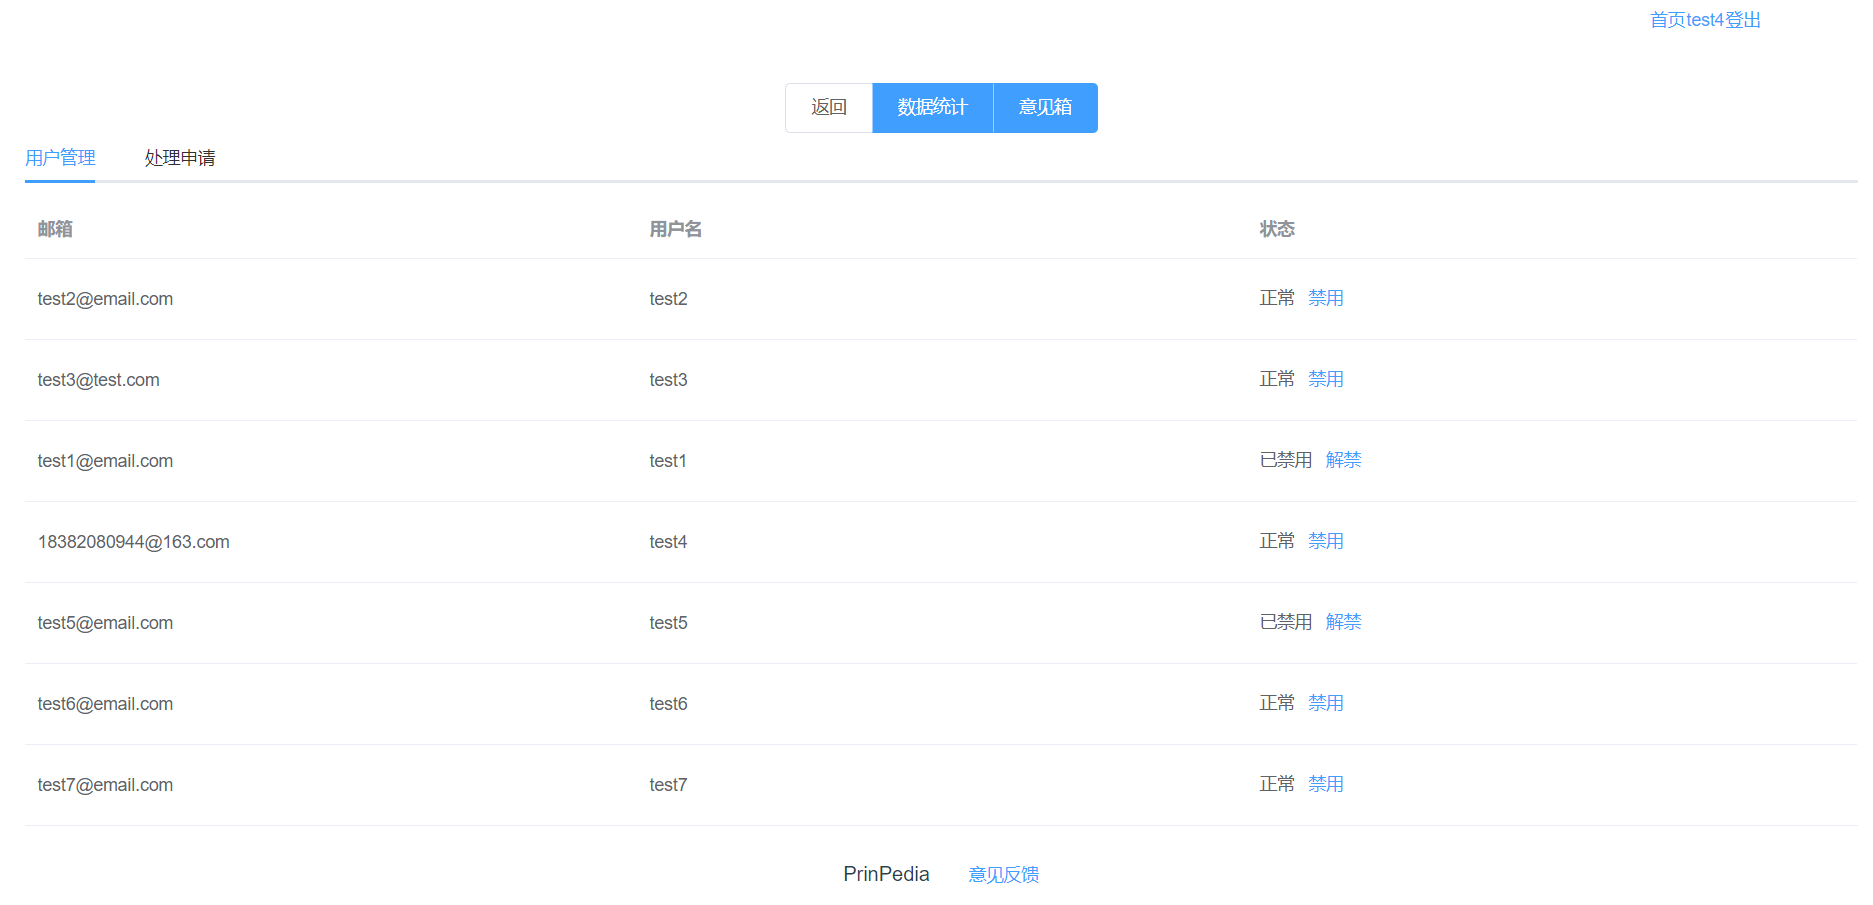 首页test4登出
返回 数据统计 意见箱
用户管理 处理申请
邮箱 用户名 状态
test2@email.com test2 正常 禁用
test3@test.com test3 正常 禁用
test1@email.com test1 已禁用 解禁
18382080944@163.com test4 正常 禁用
test5@email.com test5 已禁用 解禁
test6@email.com test6 正常 禁用
test7@email.com test7 正常 禁用
PrinPedia 意见反馈